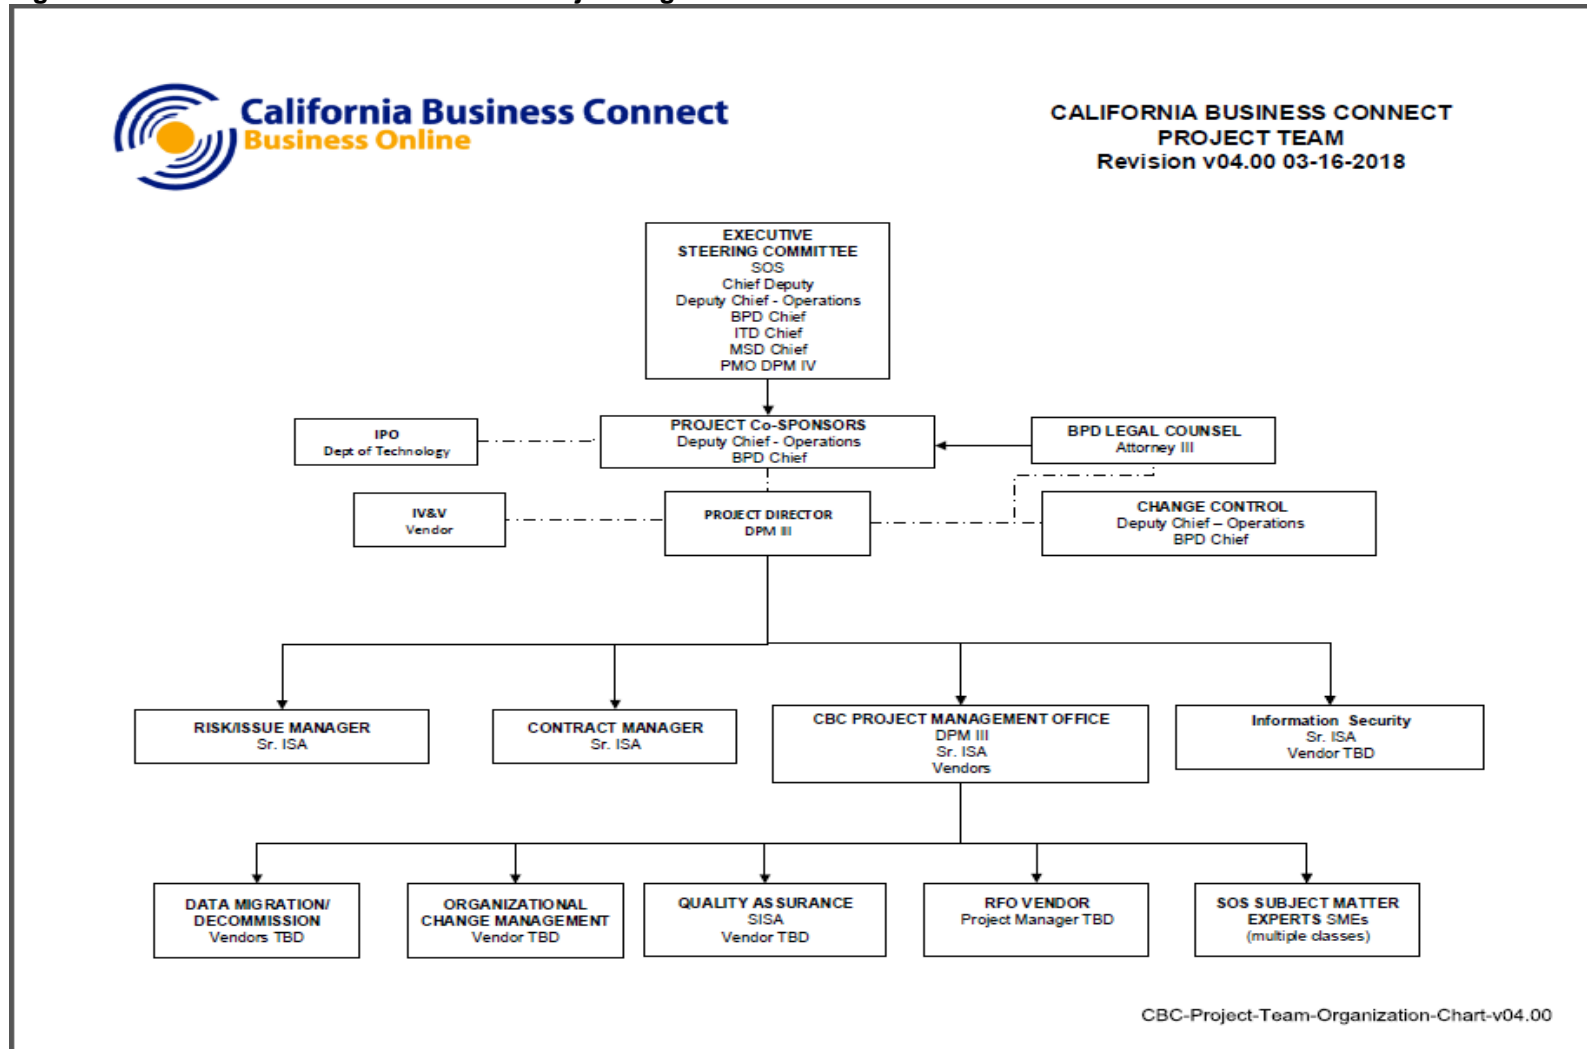 California Business Connect
Business Online
CALIFORNIA BUSINESS CONNECT
PROJECT TEAM
Revision v04.00 03-16-2018
EXECUTIVE
STEERING COMMITTEE
SOS
Chief Deputy
Deputy Chief - Operations
BPD Chief
ITD Chief
MSD Chief
PMO DPM IV
IPO
Dept of Technology
PROJECT Co-SPONSORS
Deputy Chief - Operations
BPD Chief
BPD LEGAL COUNSEL
Attorney III
IV&V
Vendor
PROJECT DIRECTOR
DPM III
CHANGE CONTROL
Deputy Chief – Operations
BPD Chief
RISK/ISSUE MANAGER
Sr. ISA
CONTRACT MANAGER
Sr. ISA
CBC PROJECT MANAGEMENT OFFICE
DPM III
Sr. ISA
Vendors
Information Security
Sr. ISA
Vendor TBD
DATA MIGRATION/
DECOMMISSION
Vendors TBD
ORGANIZATIONAL
CHANGE MANAGEMENT
Vendor TBD
QUALITY ASSURANCE
SISA
Vendor TBD
RFO VENDOR
Project Manager TBD
SOS SUBJECT MATTER
EXPERTS SMEs
(multiple classes)
CBC-Project-Team-Organization-Chart-v04.00